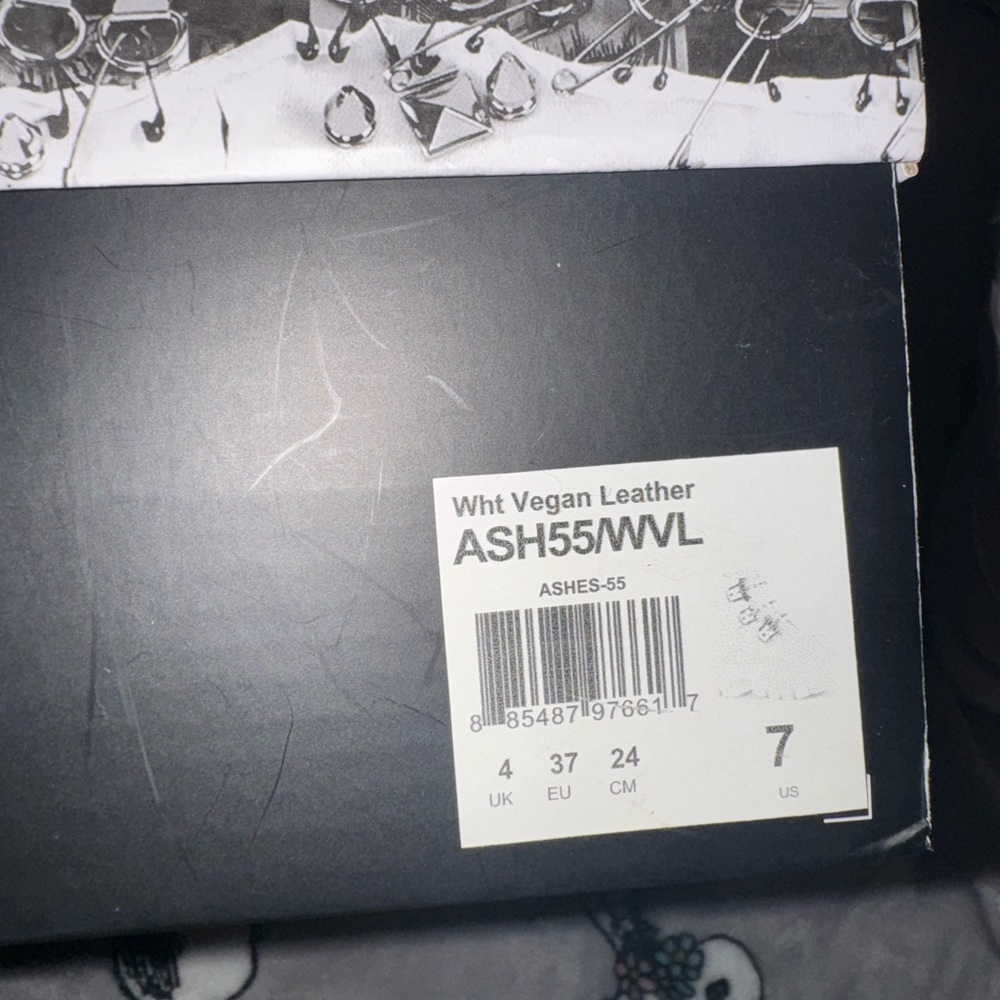 Wht Vegan Leather
ASH55/WVL
ASHES-55
8 85487 97661 7
4 37 24
UK EU CM
7
US